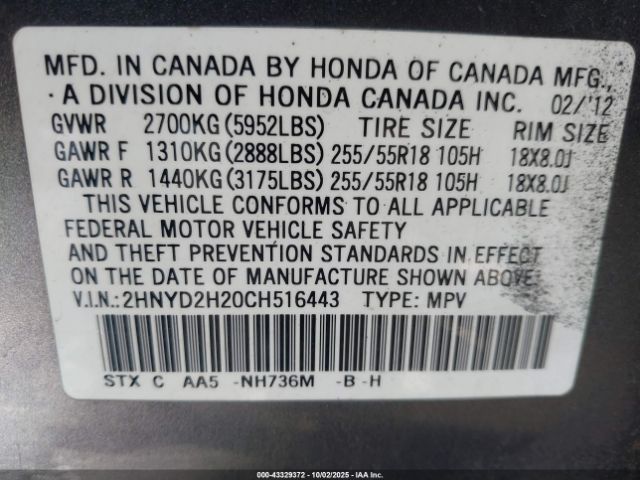 MFD. IN CANADA BY HONDA OF CANADA MFG.,
A DIVISION OF HONDA CANADA INC. 02/'12
GVWR 2700KG(5952LBS) TIRE SIZE RIM SIZE
GAWR F 1310KG(2888LBS) 255/55R18 105H 18X8.0J
GAWR R 1440KG(3175LBS) 255/55R18 105H 18X8.0J
THIS VEHICLE CONFORMS TO ALL APPLICABLE
FEDERAL MOTOR VEHICLE SAFETY
AND THEFT PREVENTION STANDARDS IN EFFECT
ON THE DATE OF MANUFACTURE SHOWN ABOVE.
V.I.N.:2HNYD2H20CH516443 TYPE: MPV
STX C AA5 -NH736M -B -H
000-43329372 | 10/02/2025 | IAA Inc.